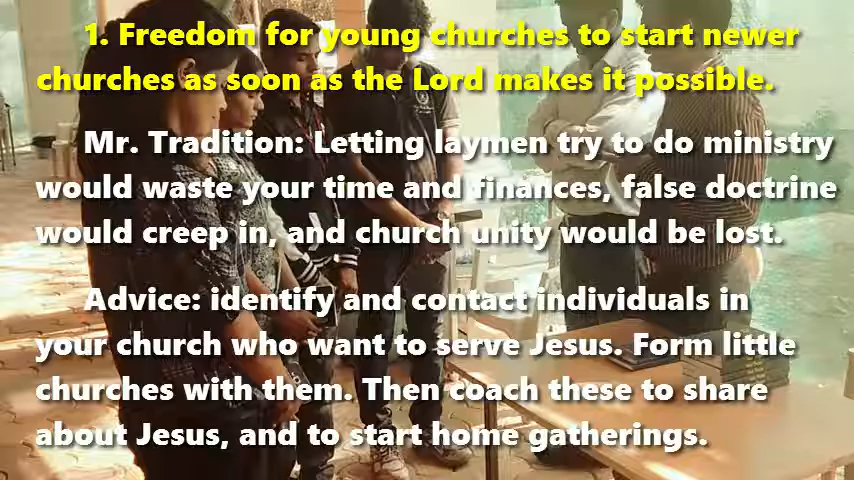 1. Freedom for young churches to start newer
churches as soon as the Lord makes it possible.
Mr. Tradition: Letting laymen try to do ministry
would waste your time and finances, false doctrine
would creep in, and church unity would be lost.
Advice: identify and contact individuals in
your church who want to serve Jesus. Form little
churches with them. Then coach these to share
about Jesus, and to start home gatherings.